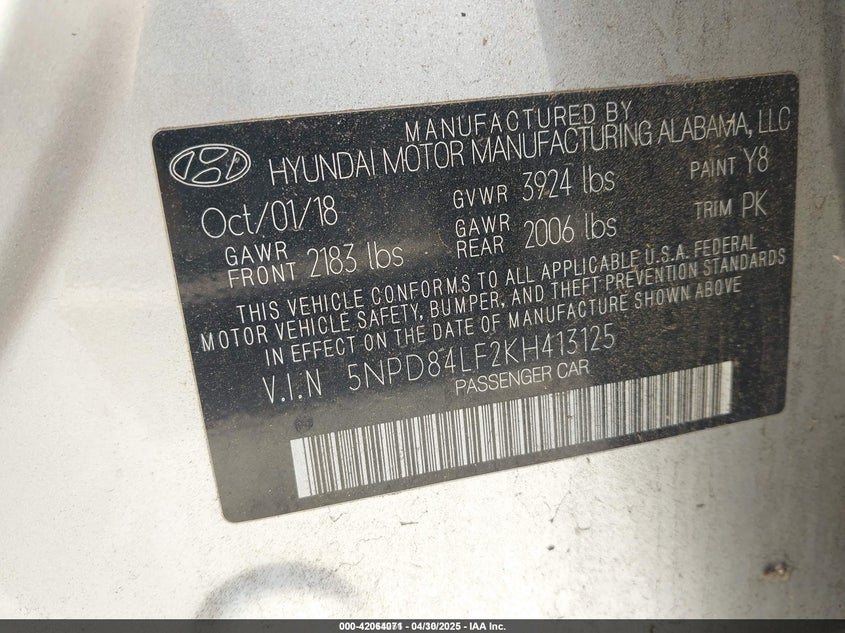 MANUFACTURED BY
HYUNDAI MOTOR MANUFACTURING ALABAMA, LLC
Oct/01/18 GVWR 3924 lbs PAINT Y8
GAWR FRONT 2183 lbs GAWR REAR 2006 lbs TRIM PK
THIS VEHICLE CONFORMS TO ALL APPLICABLE U.S.A. FEDERAL
MOTOR VEHICLE SAFETY, BUMPER, AND THEFT PREVENTION STANDARDS
IN EFFECT ON THE DATE OF MANUFACTURE SHOWN ABOVE
V.I.N 5NPD84LF2KH413125
PASSENGER CAR
04/30/2025 - IAA Inc.